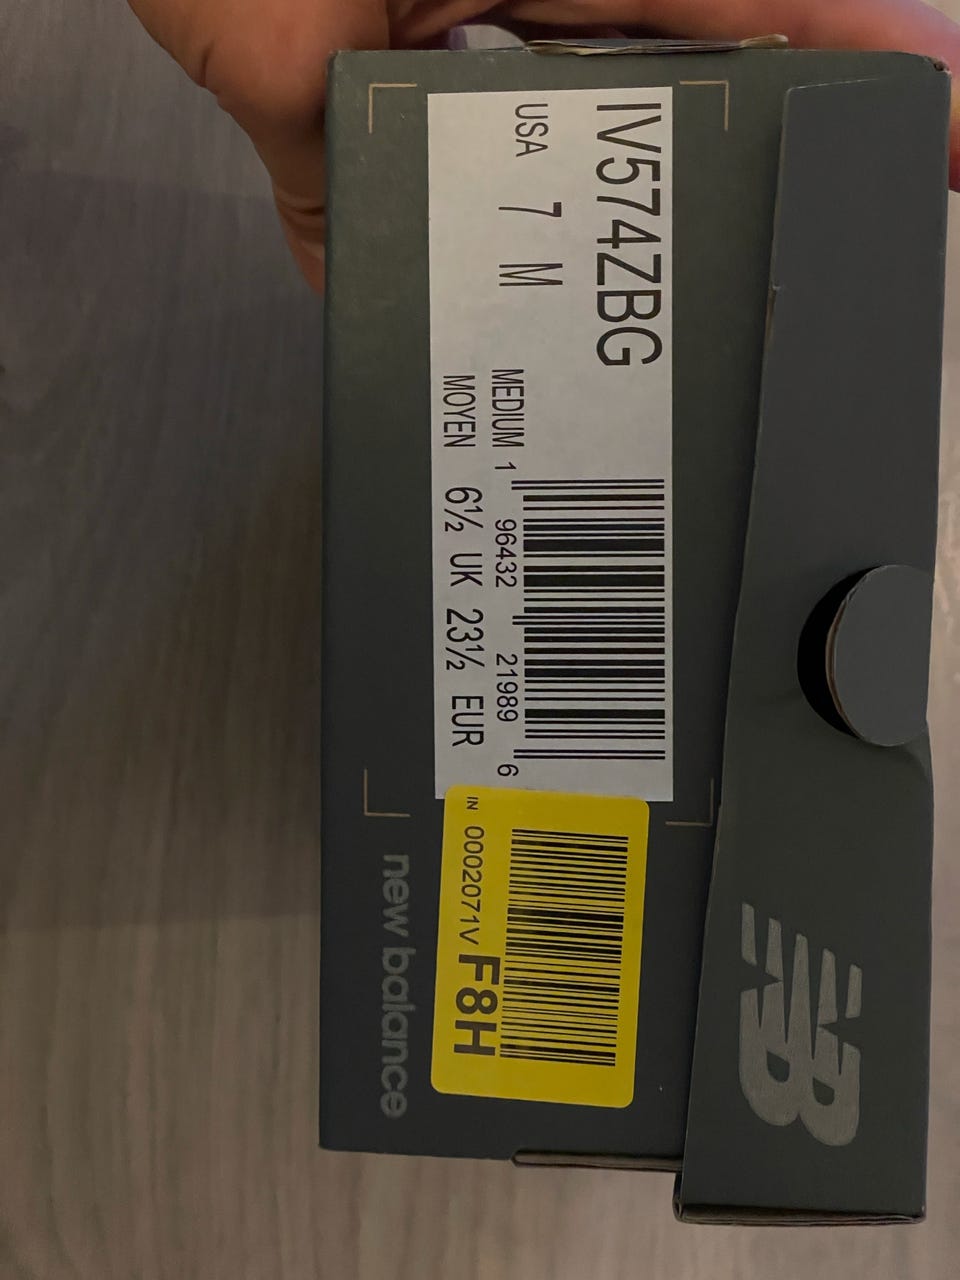 IV574ZBG
USA 7 M
MEDIUM
MOYEN 6½ UK 23½ EUR
1 96432 21989 6
IN 0002071V F8H
new balance
NB